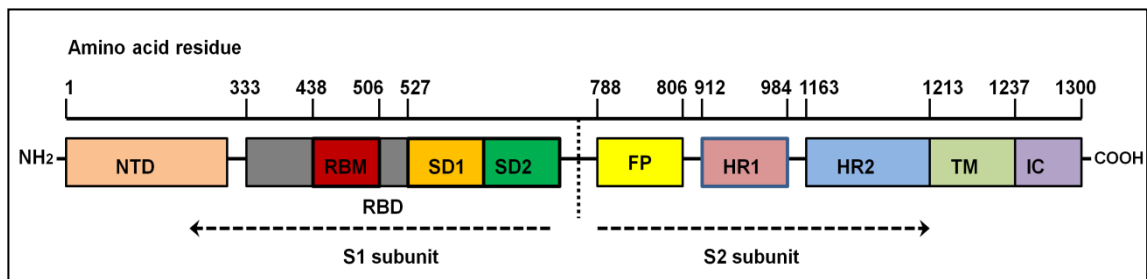 Amino acid residue
1 333 438 506 527 788 806 912 984 1163 1213 1237 1300
NH2 NTD RBM SD1 SD2 FP HR1 HR2 TM IC COOH
RBD
S1 subunit S2 subunit